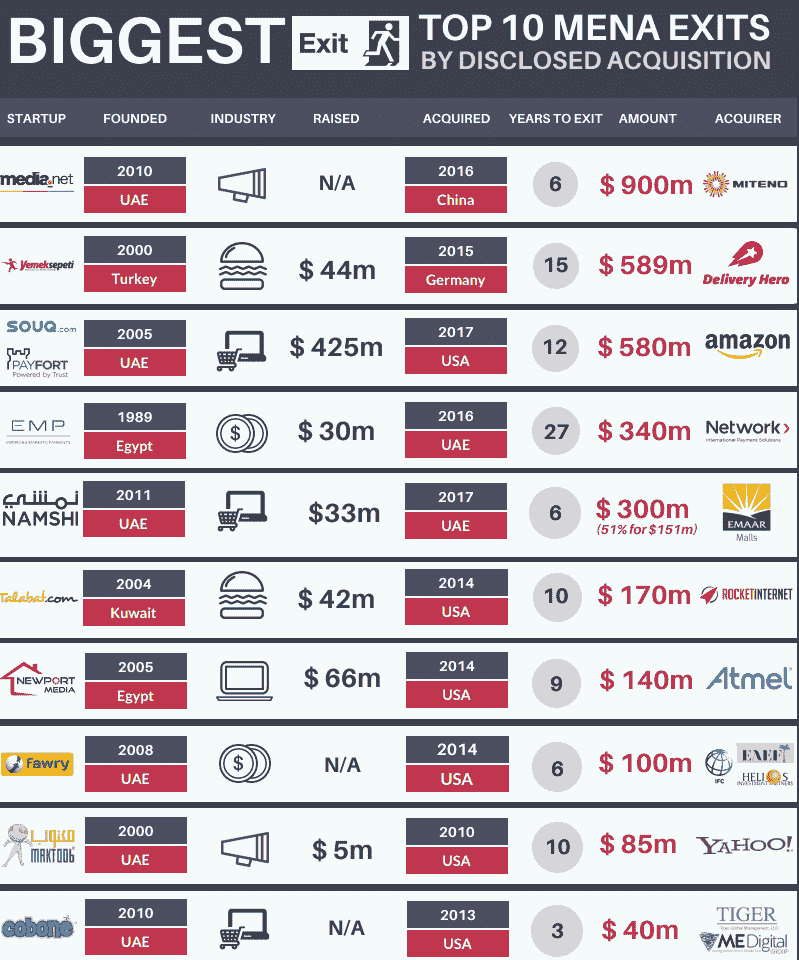 BIGGEST
Exit
TOP 10 MENA EXITS
BY DISCLOSED ACQUISITION
STARTUP FOUNDED INDUSTRY RAISED ACQUIRED YEARS TO EXIT AMOUNT ACQUIRER
media.net 2010 UAE N/A 2016 China 6 $ 900m MITENO
Yemeksepeti 2000 Turkey $ 44m 2015 Germany 15 $ 589m Delivery Hero
SOUQ.com
PAYFORT
Powered by Trust
2005 UAE $ 425m 2017 USA 12 $ 580m amazon
EMP
EMERGING MARKETS PAYMENTS
1989 Egypt $ 30m 2016 UAE 27 $ 340m Network
International Payment Solutions
نمشي
NAMSHI
2011 UAE $33m 2017 UAE 6 $ 300m
(51% for $151m)
EMAAR
Malls
Talabat.com 2004 Kuwait $ 42m 2014 USA 10 $ 170m ROCKET INTERNET
NEWPORT
MEDIA
2005 Egypt $ 66m 2014 USA 9 $ 140m Atmel
fawry 2008 UAE N/A 2014 USA 6 $ 100m
IFC
EAEF
HELIOS
INVESTMENT PARTNERS
مكتوب
MAKTOOB
2000 UAE $ 5m 2010 USA 10 $ 85m YAHOO!
cobone 2010 UAE N/A 2013 USA 3 $ 40m
TIGER
Tiger Global Management, LLC
ME Digital
GROUP